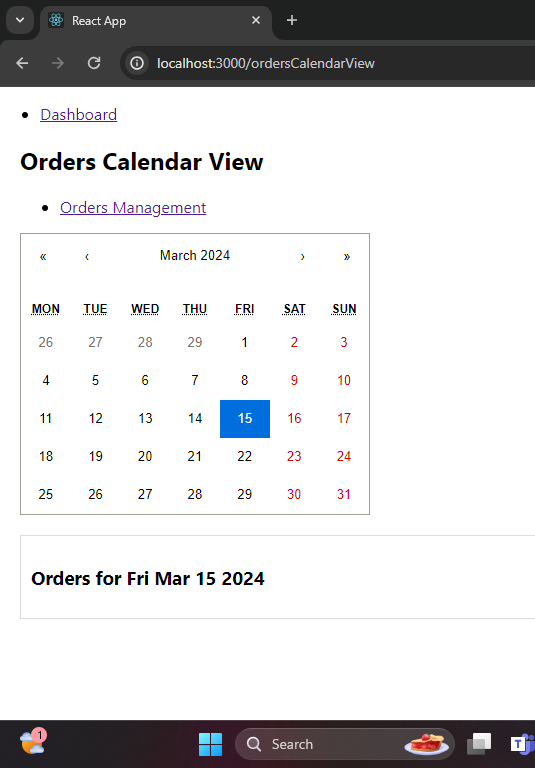 React App
localhost:3000/ordersCalendarView
Dashboard
Orders Calendar View
Orders Management
« ‹ March 2024 › »
MON TUE WED THU FRI SAT SUN
26 27 28 29 1 2 3
4 5 6 7 8 9 10
11 12 13 14 15 16 17
18 19 20 21 22 23 24
25 26 27 28 29 30 31
Orders for Fri Mar 15 2024
1
Search
T